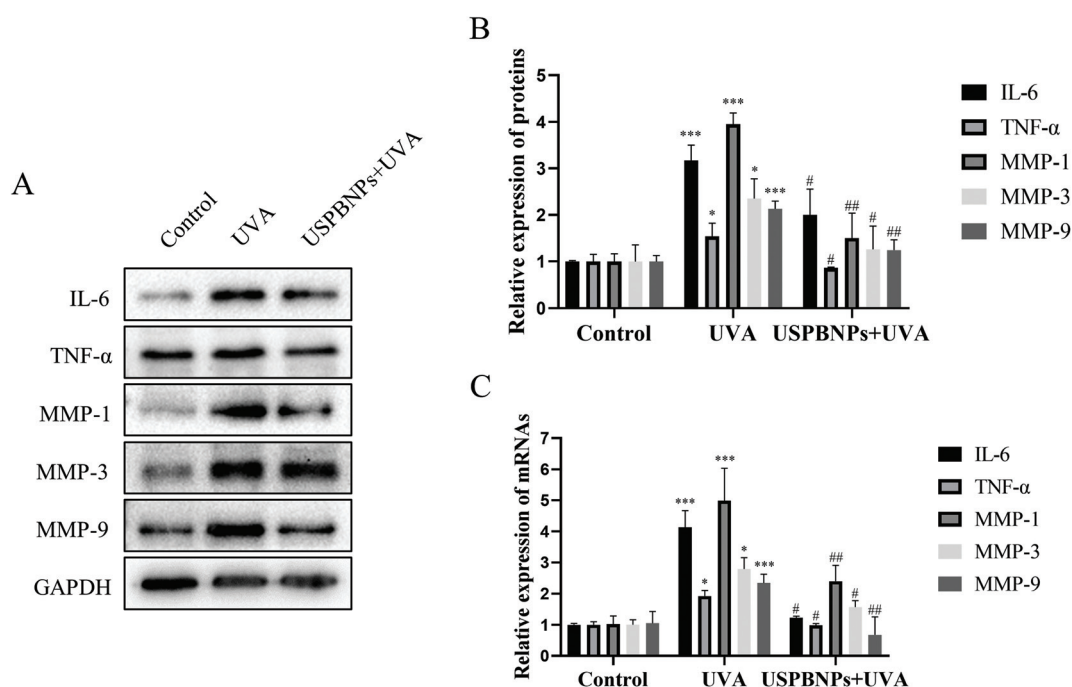 A
Control
UVA
USPBNPs+UVA
IL-6
TNF-α
MMP-1
MMP-3
MMP-9
GAPDH
B
Relative expression of proteins
5
4
3
2
1
0
***
*
***
*
***
#
#
##
#
##
Control
UVA
USPBNPs+UVA
IL-6
TNF-α
MMP-1
MMP-3
MMP-9
C
Relative expression of mRNAs
7
6
5
4
3
2
1
0
***
*
***
*
***
#
#
##
#
##
Control
UVA
USPBNPs+UVA
IL-6
TNF-α
MMP-1
MMP-3
MMP-9